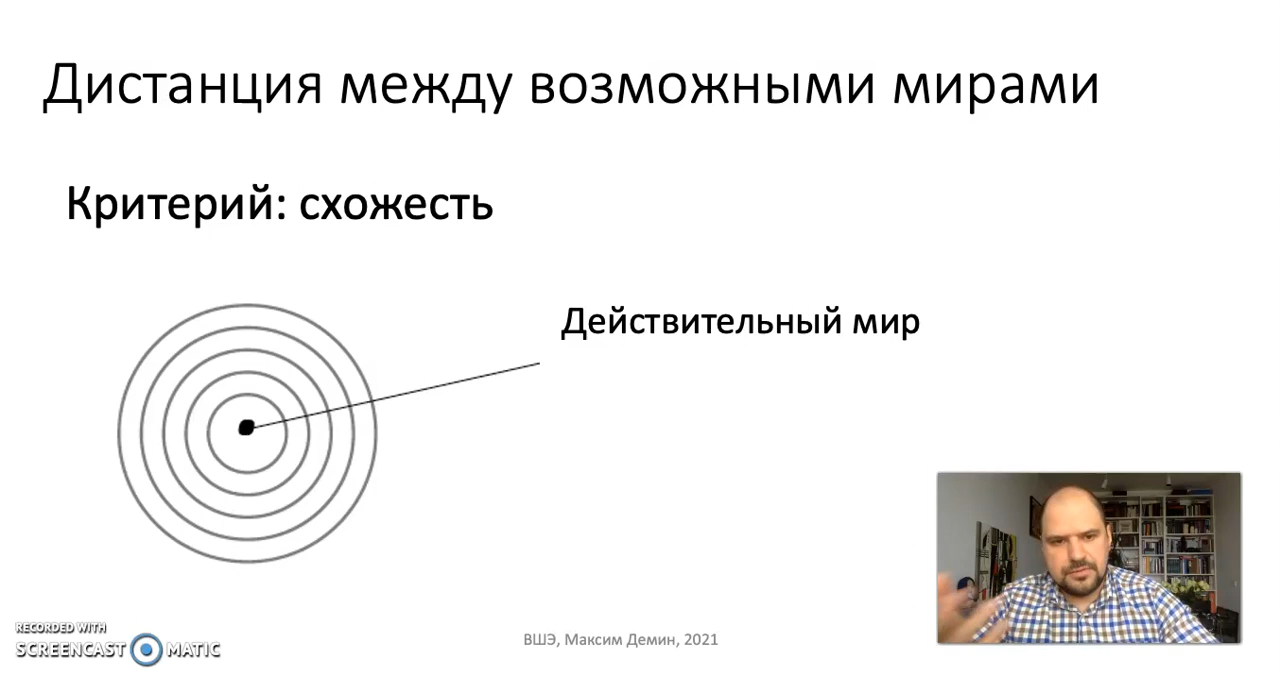 Дистанция между возможными мирами
Критерий: схожесть
Действительный мир
RECORDED WITH
SCREENCAST MATIC
ВШЭ, Максим Демин, 2021